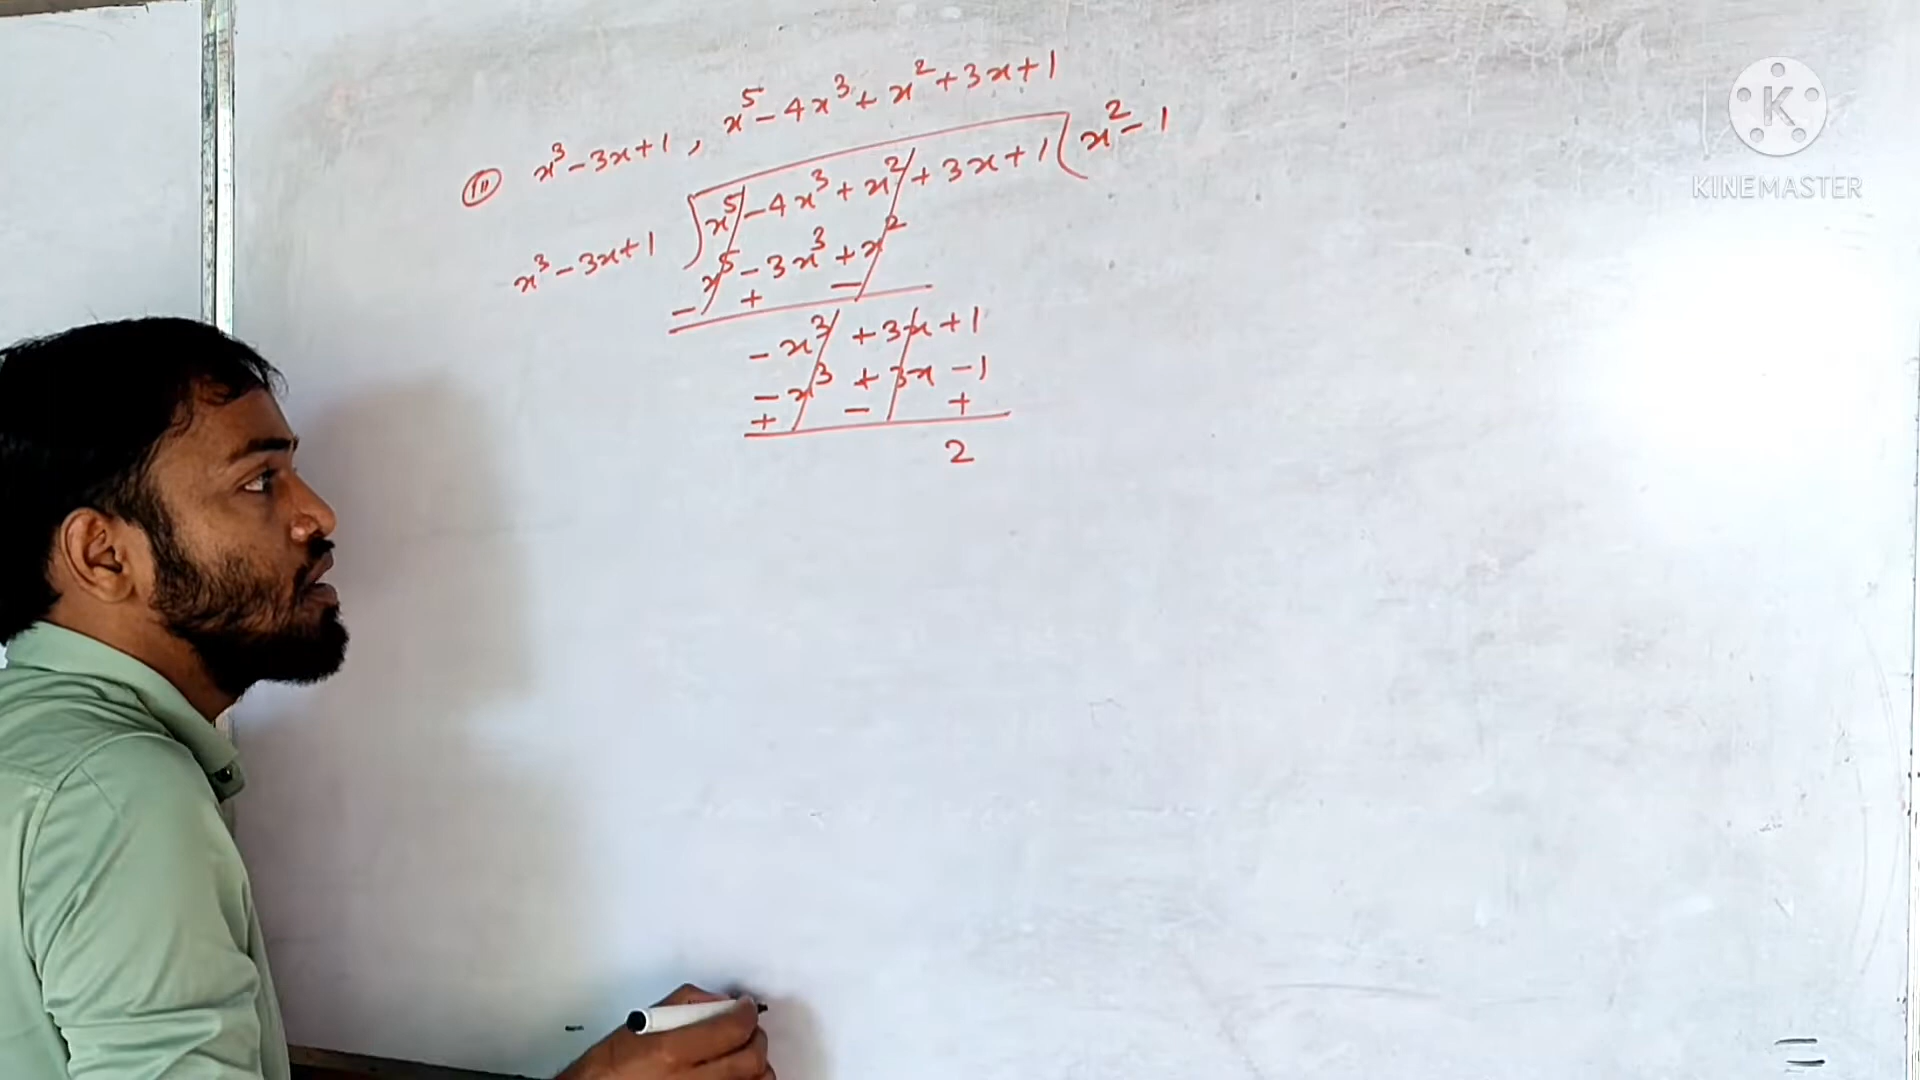 (iii) x³ - 3x + 1 , x⁵ - 4x³ + x² + 3x + 1
x³ - 3x + 1 ) x⁵ - 4x³ + x² + 3x + 1 ( x² - 1
x⁵ - 3x³ + x²
- + -
- x³ + 3x + 1
- x³ + 3x - 1
+ - +
2
K
KINEMASTER